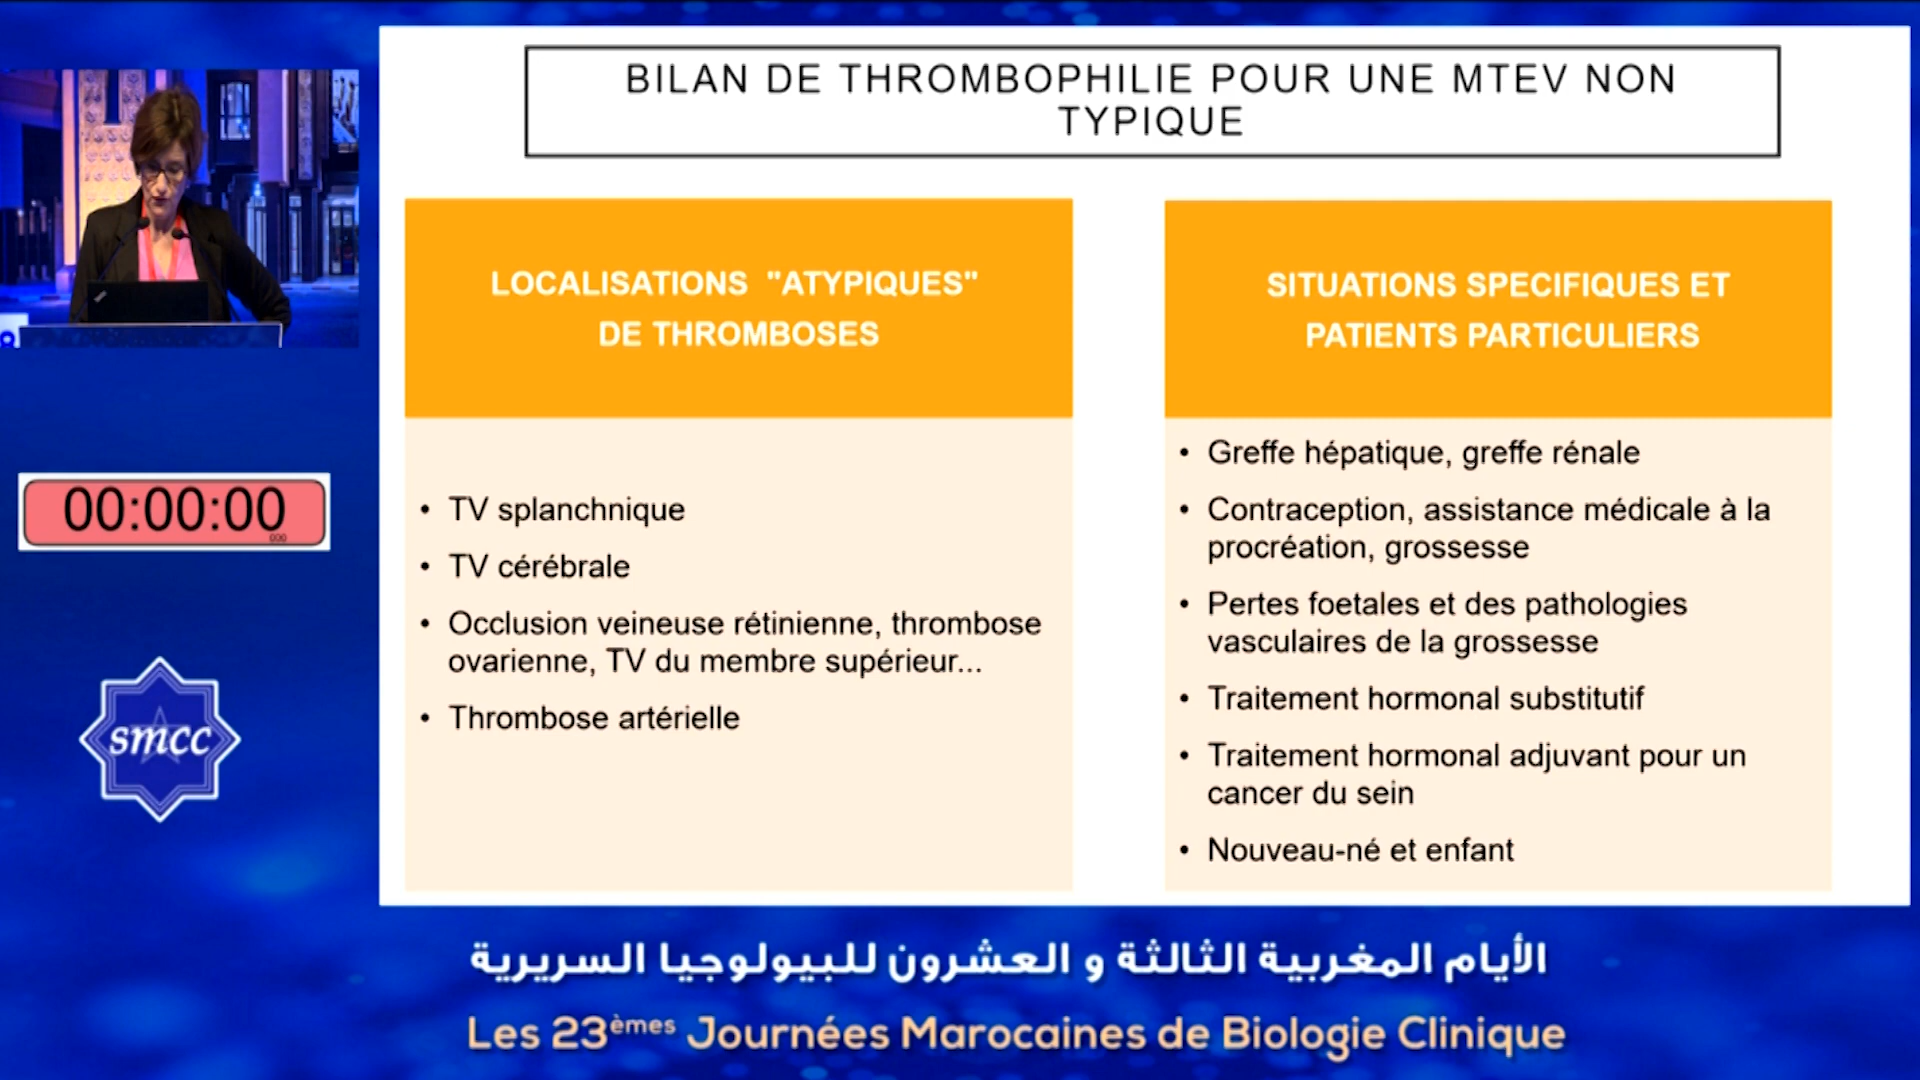 BILAN DE THROMBOPHILIE POUR UNE MTEV NON
TYPIQUE
LOCALISATIONS "ATYPIQUES"
DE THROMBOSES
• TV splanchnique
• TV cérébrale
• Occlusion veineuse rétinienne, thrombose
ovarienne, TV du membre supérieur...
• Thrombose artérielle
SITUATIONS SPECIFIQUES ET
PATIENTS PARTICULIERS
• Greffe hépatique, greffe rénale
• Contraception, assistance médicale à la
procréation, grossesse
• Pertes foetales et des pathologies
vasculaires de la grossesse
• Traitement hormonal substitutif
• Traitement hormonal adjuvant pour un
cancer du sein
• Nouveau-né et enfant
00:00:00
000
smcc
الأيام المغربية الثالثة و العشرون للبيولوجيا السريرية
Les 23èmes Journées Marocaines de Biologie Clinique